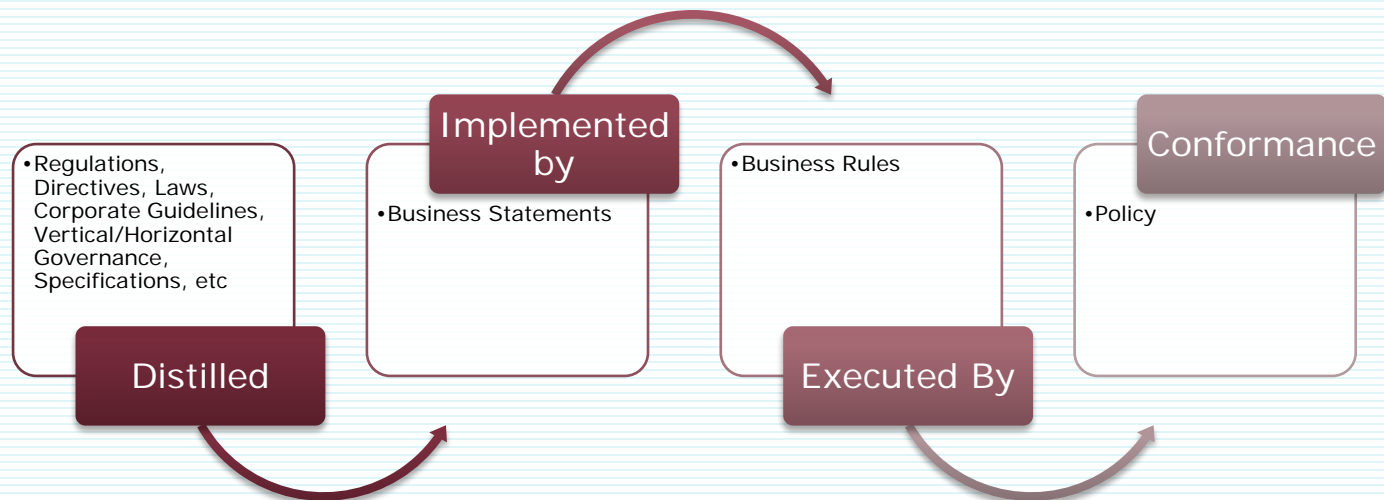 •Regulations,
Directives, Laws,
Corporate Guidelines,
Vertical/Horizontal
Governance,
Specifications, etc
Distilled
Implemented
by
•Business Statements
•Business Rules
Executed By
Conformance
•Policy